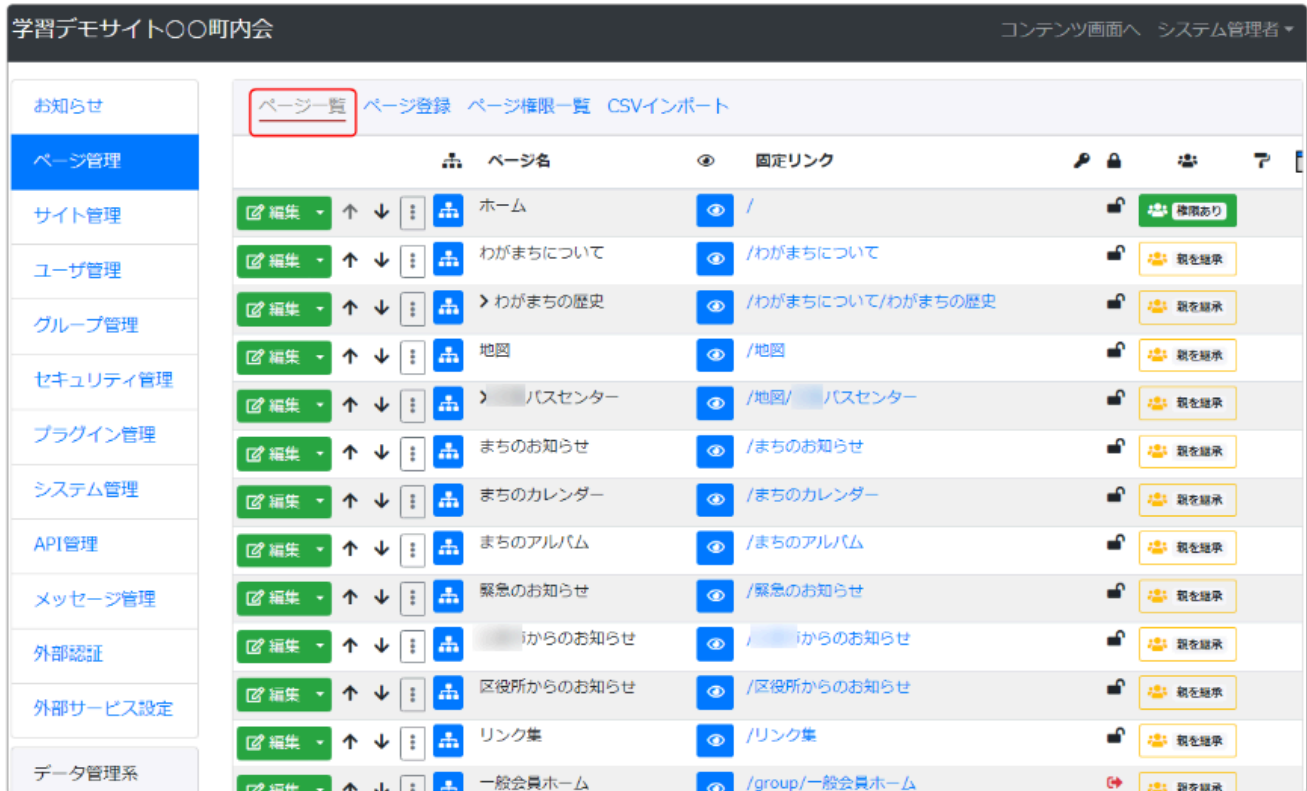 学習デモサイト〇〇町内会 コンテンツ画面へ システム管理者
お知らせ
ページ管理
サイト管理
ユーザ管理
グループ管理
セキュリティ管理
プラグイン管理
システム管理
API管理
メッセージ管理
外部認証
外部サービス設定
データ管理系
ページ一覧 ページ登録 ページ権限一覧 CSVインポート
ページ名 固定リンク
編集 ホーム / 権限あり
編集 わがまちについて /わがまちについて 親を継承
編集 わがまちの歴史 /わがまちについて/わがまちの歴史 親を継承
編集 地図 /地図 親を継承
編集 バスセンター /地図/ バスセンター 親を継承
編集 まちのお知らせ /まちのお知らせ 親を継承
編集 まちのカレンダー /まちのカレンダー 親を継承
編集 まちのアルバム /まちのアルバム 親を継承
編集 緊急のお知らせ /緊急のお知らせ 親を継承
編集 からのお知らせ / からのお知らせ 親を継承
編集 区役所からのお知らせ /区役所からのお知らせ 親を継承
編集 リンク集 /リンク集 親を継承
編集 一般会員ホーム /group/一般会員ホーム 親を継承